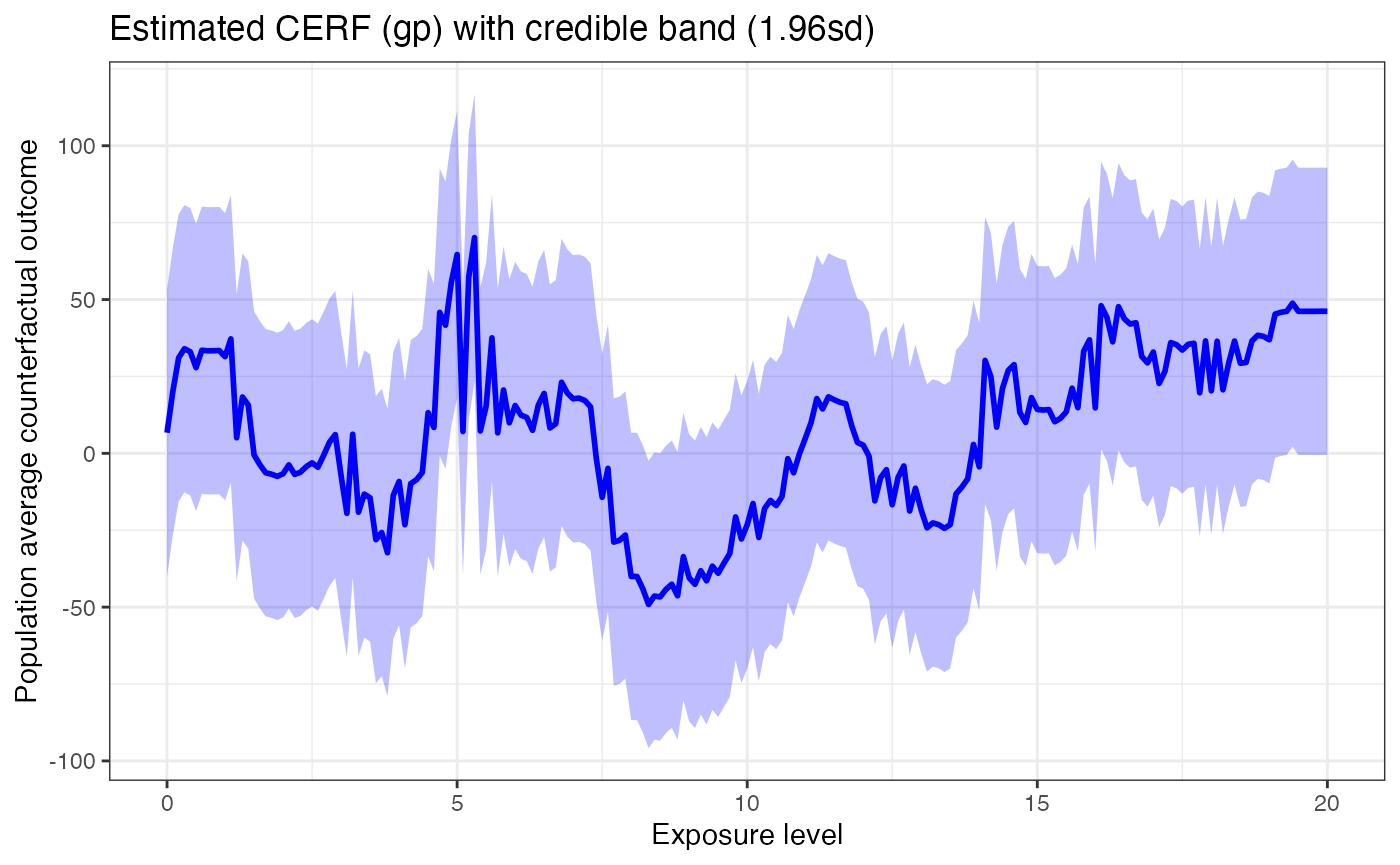 Estimated CERF (gp) with credible band (1.96sd)
Population average counterfactual outcome
100
50
0
-50
-100
0 5 10 15 20
Exposure level